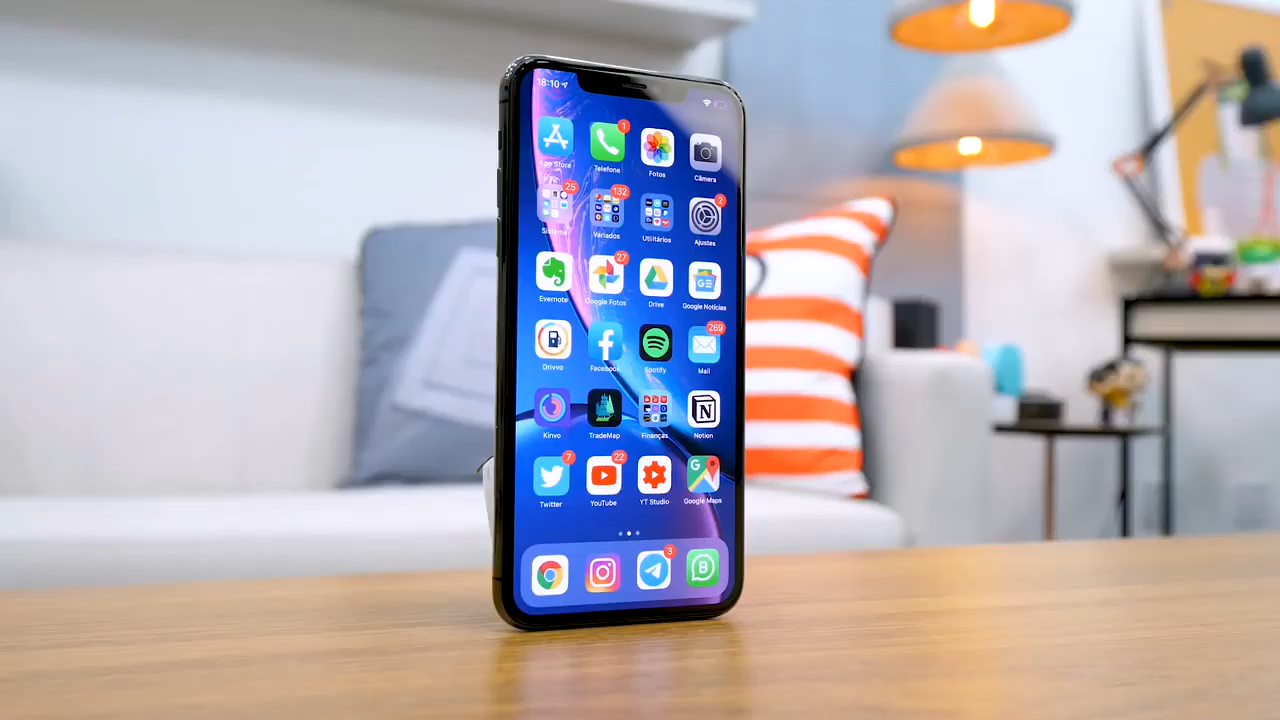 18:10
App Store
1
Telefone
Fotos
Câmera
25
Sistema
132
Variados
Utilitários
2
Ajustes
Evernote
27
Google Fotos
Drive
Google Notícias
Drivvo
Facebook
Spotify
269
Mail
Kinvo
TradeMap
Finanças
Notion
7
Twitter
22
YouTube
YT Studio
Google Maps
3